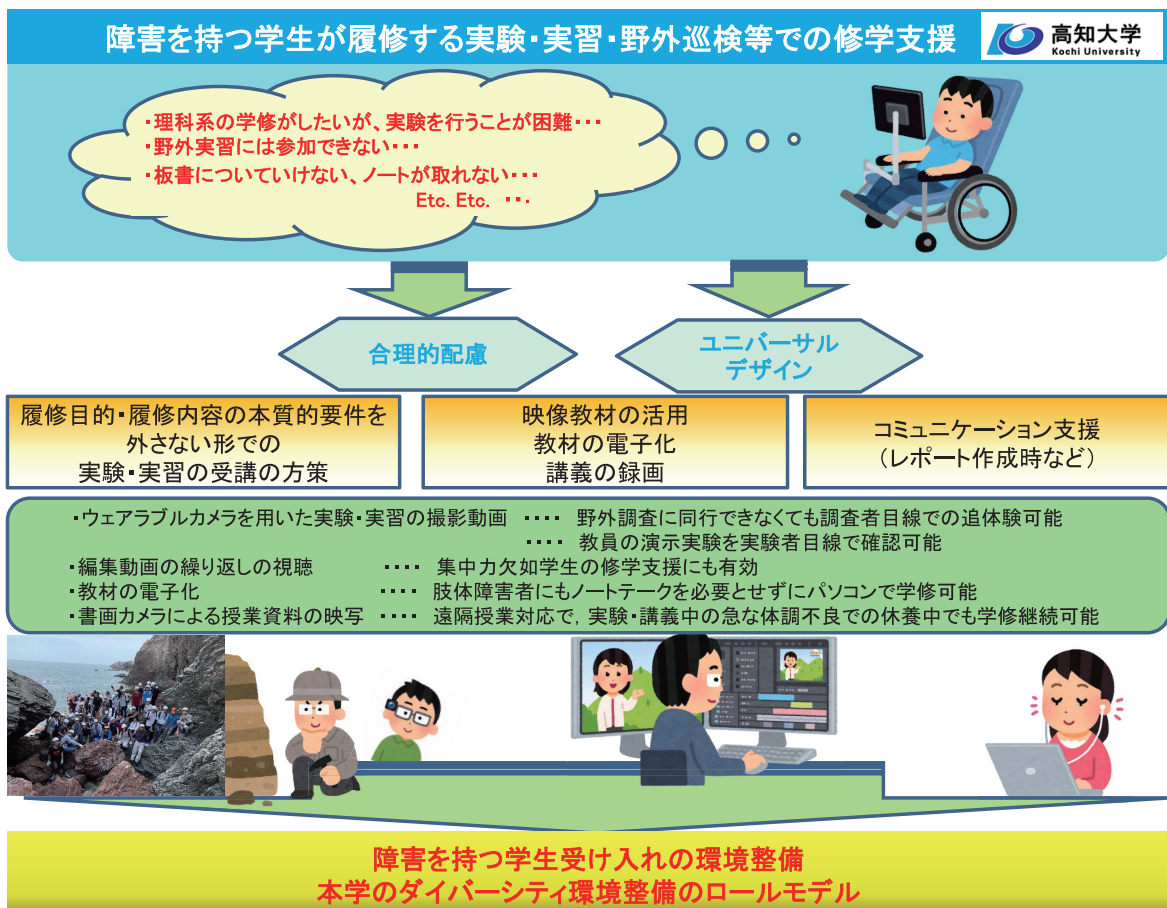 障害を持つ学生が履修する実験・実習・野外巡検等での修学支援
高知大学
Kochi University
・理科系の学修がしたいが、実験を行うことが困難・・・
・野外実習には参加できない・・・
・板書についていけない、ノートが取れない・・・
Etc. Etc. ・・・
合理的配慮
ユニバーサル
デザイン
履修目的・履修内容の本質的要件を
外さない形での
実験・実習の受講の方策
映像教材の活用
教材の電子化
講義の録画
コミュニケーション支援
（レポート作成時など）
・ウェアラブルカメラを用いた実験・実習の撮影動画 ・・・・ 野外調査に同行できなくても調査者目線での追体験可能
・・・・ 教員の演示実験を実験者目線で確認可能
・編集動画の繰り返しの視聴 ・・・・ 集中力欠如学生の修学支援にも有効
・教材の電子化 ・・・・ 肢体障害者にもノートテークを必要とせずにパソコンで学修可能
・書画カメラによる授業資料の映写 ・・・・ 遠隔授業対応で, 実験・講義中の急な体調不良での休養中でも学修継続可能
障害を持つ学生受け入れの環境整備
本学のダイバーシティ環境整備のロールモデル